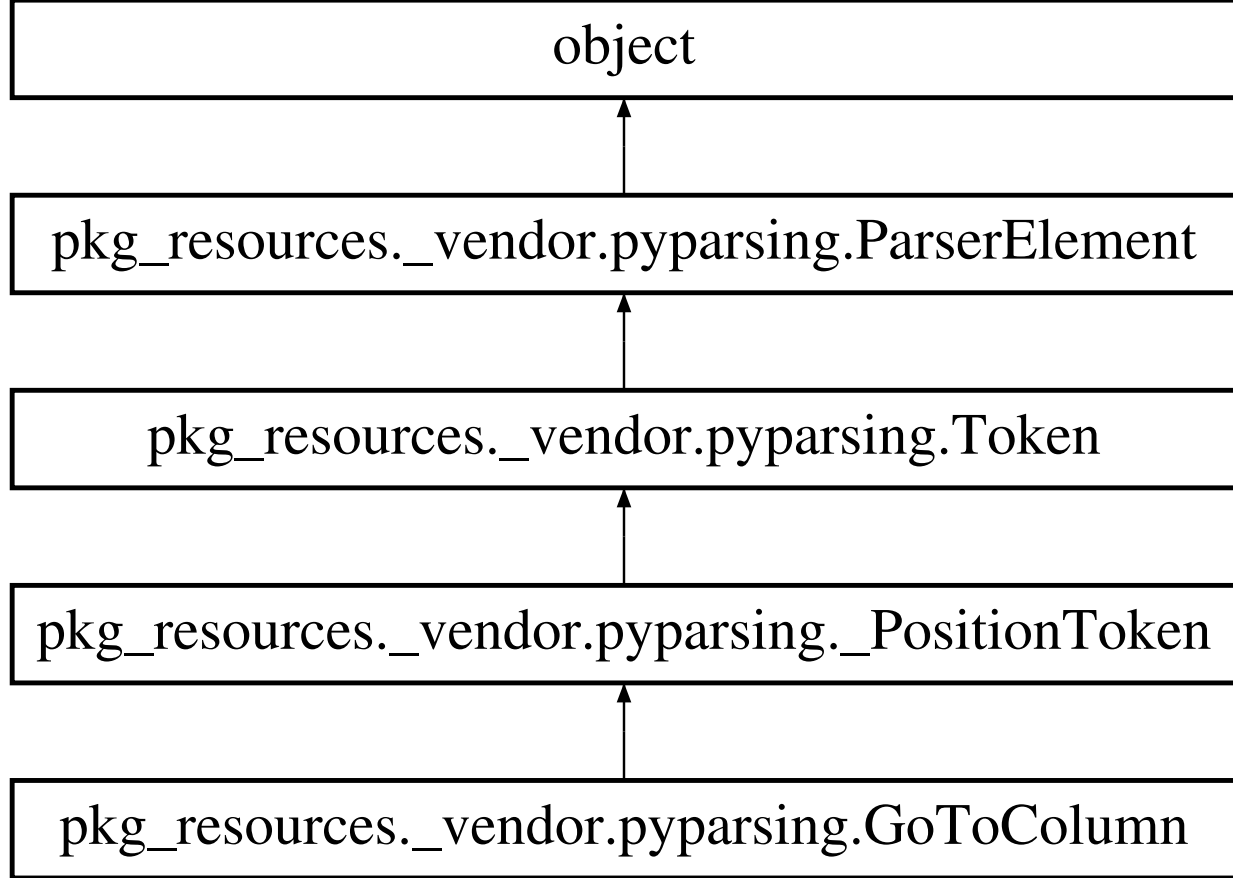 object
pkg_resources._vendor.pyparsing.ParserElement
pkg_resources._vendor.pyparsing.Token
pkg_resources._vendor.pyparsing._PositionToken
pkg_resources._vendor.pyparsing.GoToColumn